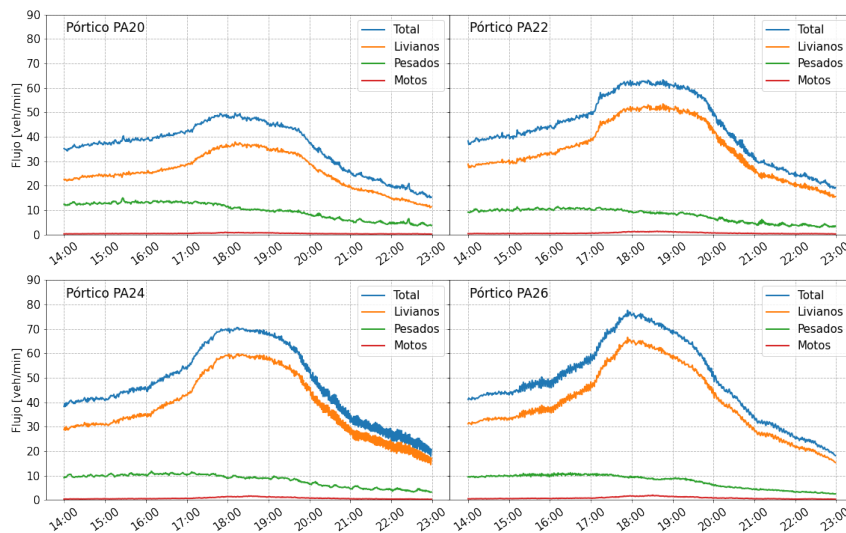 90
80
70
60
50
40
30
20
10
0
Flujo [veh/min]
Pórtico PA20
Total
Livianos
Pesados
Motos
14:00 15:00 16:00 17:00 18:00 19:00 20:00 21:00 22:00 23:00
Pórtico PA22
Total
Livianos
Pesados
Motos
14:00 15:00 16:00 17:00 18:00 19:00 20:00 21:00 22:00 23:00
90
80
70
60
50
40
30
20
10
0
Flujo [veh/min]
Pórtico PA24
Total
Livianos
Pesados
Motos
14:00 15:00 16:00 17:00 18:00 19:00 20:00 21:00 22:00 23:00
Pórtico PA26
Total
Livianos
Pesados
Motos
14:00 15:00 16:00 17:00 18:00 19:00 20:00 21:00 22:00 23:00